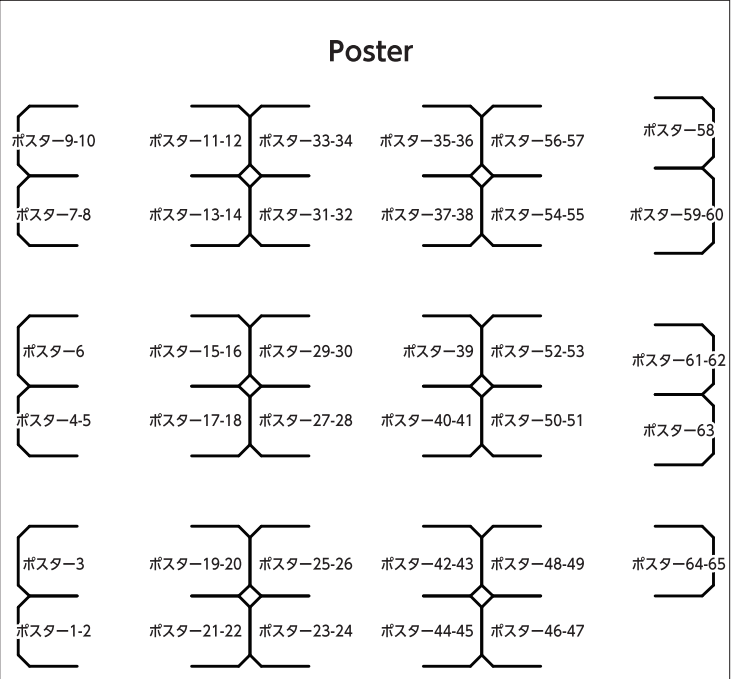 Poster
ポスター9-10
ポスター11-12
ポスター33-34
ポスター35-36
ポスター56-57
ポスター58
ポスター7-8
ポスター13-14
ポスター31-32
ポスター37-38
ポスター54-55
ポスター59-60
ポスター6
ポスター15-16
ポスター29-30
ポスター39
ポスター52-53
ポスター61-62
ポスター4-5
ポスター17-18
ポスター27-28
ポスター40-41
ポスター50-51
ポスター63
ポスター3
ポスター19-20
ポスター25-26
ポスター42-43
ポスター48-49
ポスター64-65
ポスター1-2
ポスター21-22
ポスター23-24
ポスター44-45
ポスター46-47